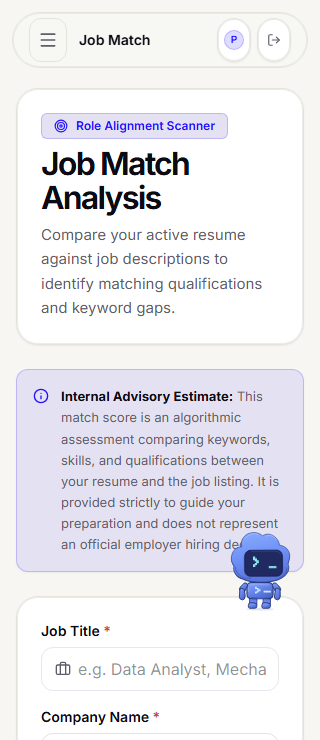 Job Match
P
Role Alignment Scanner
Job Match
Analysis
Compare your active resume
against job descriptions to
identify matching qualifications
and keyword gaps.
Internal Advisory Estimate: This
match score is an algorithmic
assessment comparing keywords,
skills, and qualifications between
your resume and the job listing. It is
provided strictly to guide your
preparation and does not represent
an official employer hiring
Job Title *
e.g. Data Analyst, Mecha
Company Name *